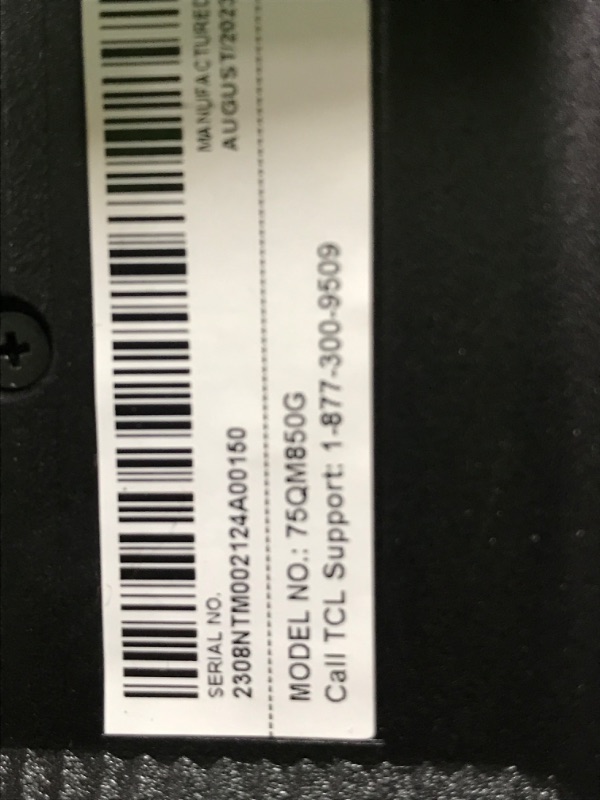 SERIAL NO.
2308NTM002124A00150
MANUFACTURED
AUGUST/2023
MODEL NO.: 75QM850G
Call TCL Support: 1-877-300-9509